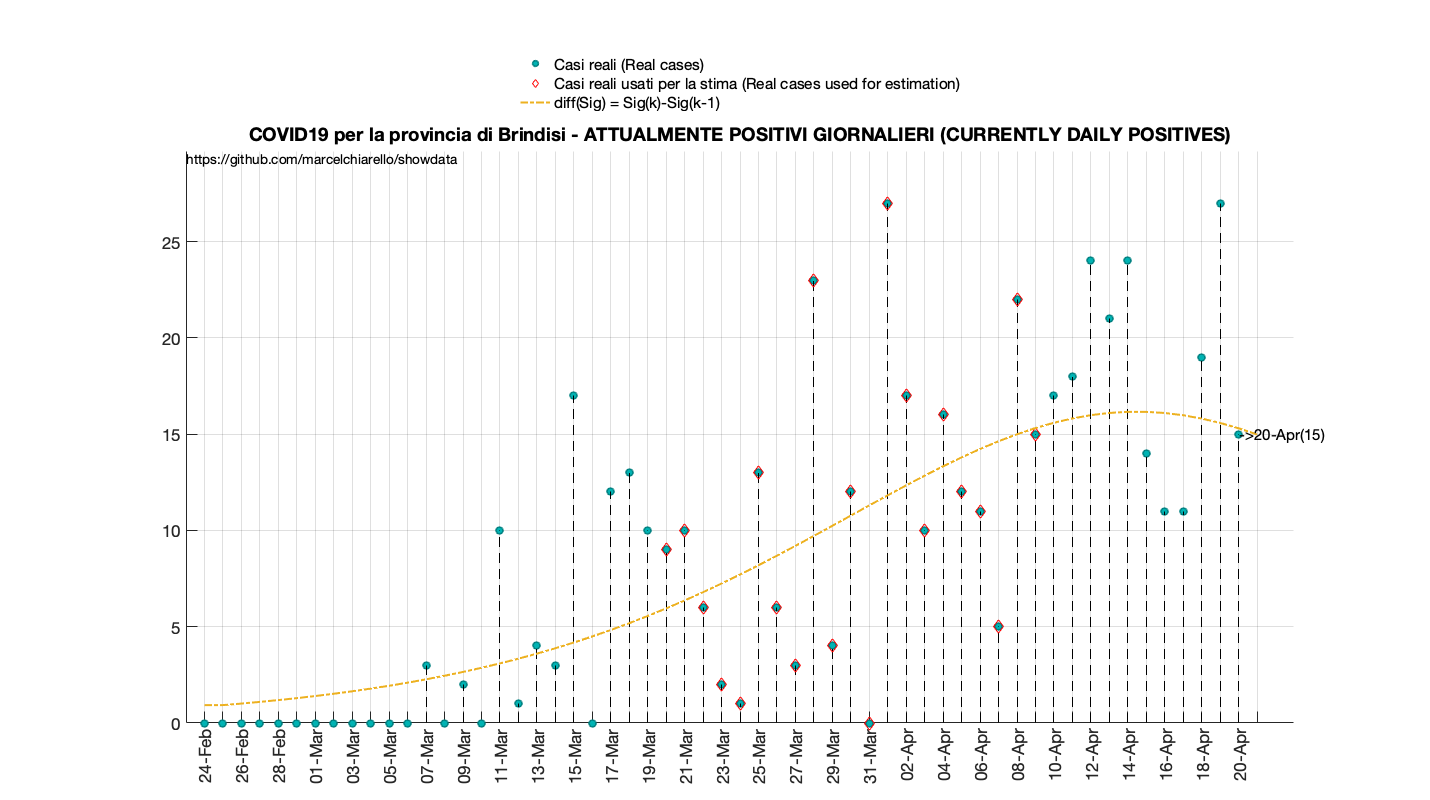 Casi reali (Real cases)
Casi reali usati per la stima (Real cases used for estimation)
diff(Sig) = Sig(k)-Sig(k-1)
COVID19 per la provincia di Brindisi - ATTUALMENTE POSITIVI GIORNALIERI (CURRENTLY DAILY POSITIVES)
https://github.com/marcelchiarello/showdata
25
20
15
10
5
0
->20-Apr(15)
24-Feb
26-Feb
28-Feb
01-Mar
03-Mar
05-Mar
07-Mar
09-Mar
11-Mar
13-Mar
15-Mar
17-Mar
19-Mar
21-Mar
23-Mar
25-Mar
27-Mar
29-Mar
31-Mar
02-Apr
04-Apr
06-Apr
08-Apr
10-Apr
12-Apr
14-Apr
16-Apr
18-Apr
20-Apr